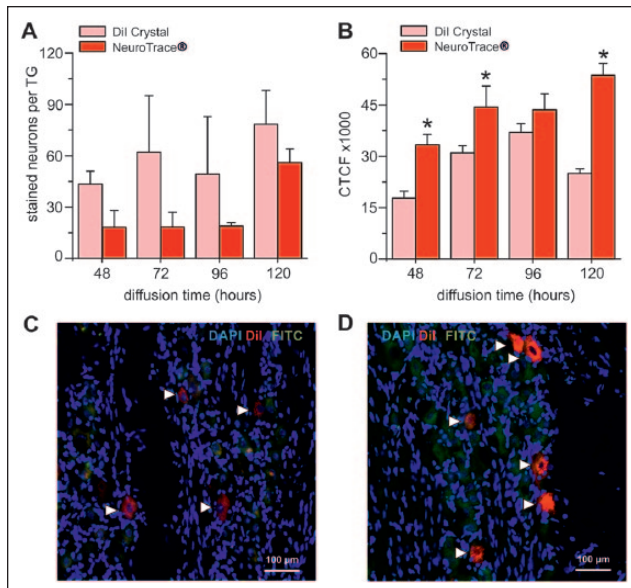 A
DiI Crystal
NeuroTrace®
stained neurons per TG
120
90
60
30
0
48 72 96 120
diffusion time (hours)
B
DiI Crystal
NeuroTrace®
CTCF x1000
60
45
30
15
0
48 72 96 120
diffusion time (hours)
* * *
C
DAPI DiI FITC
100 µm
D
DAPI DiI FITC
100 µm